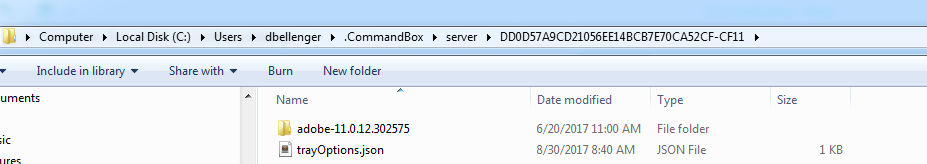 Computer Local Disk (C:) Users dbellenger .CommandBox server DD0D57A9CD21056EE14BCB7E70CA52CF-CF11
Include in library Share with Burn New folder
Name Date modified Type Size
uments
adobe-11.0.12.302575 6/20/2017 11:00 AM File folder
trayOptions.json 8/30/2017 8:40 AM JSON File 1 KB
sic
ures